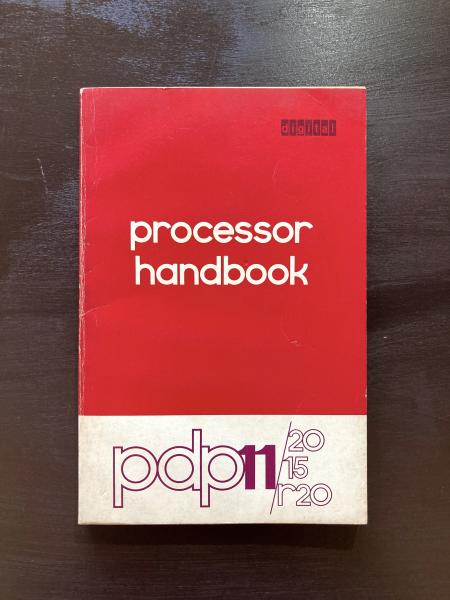 digital
processor
handbook
pdp11/20
/15
/r20